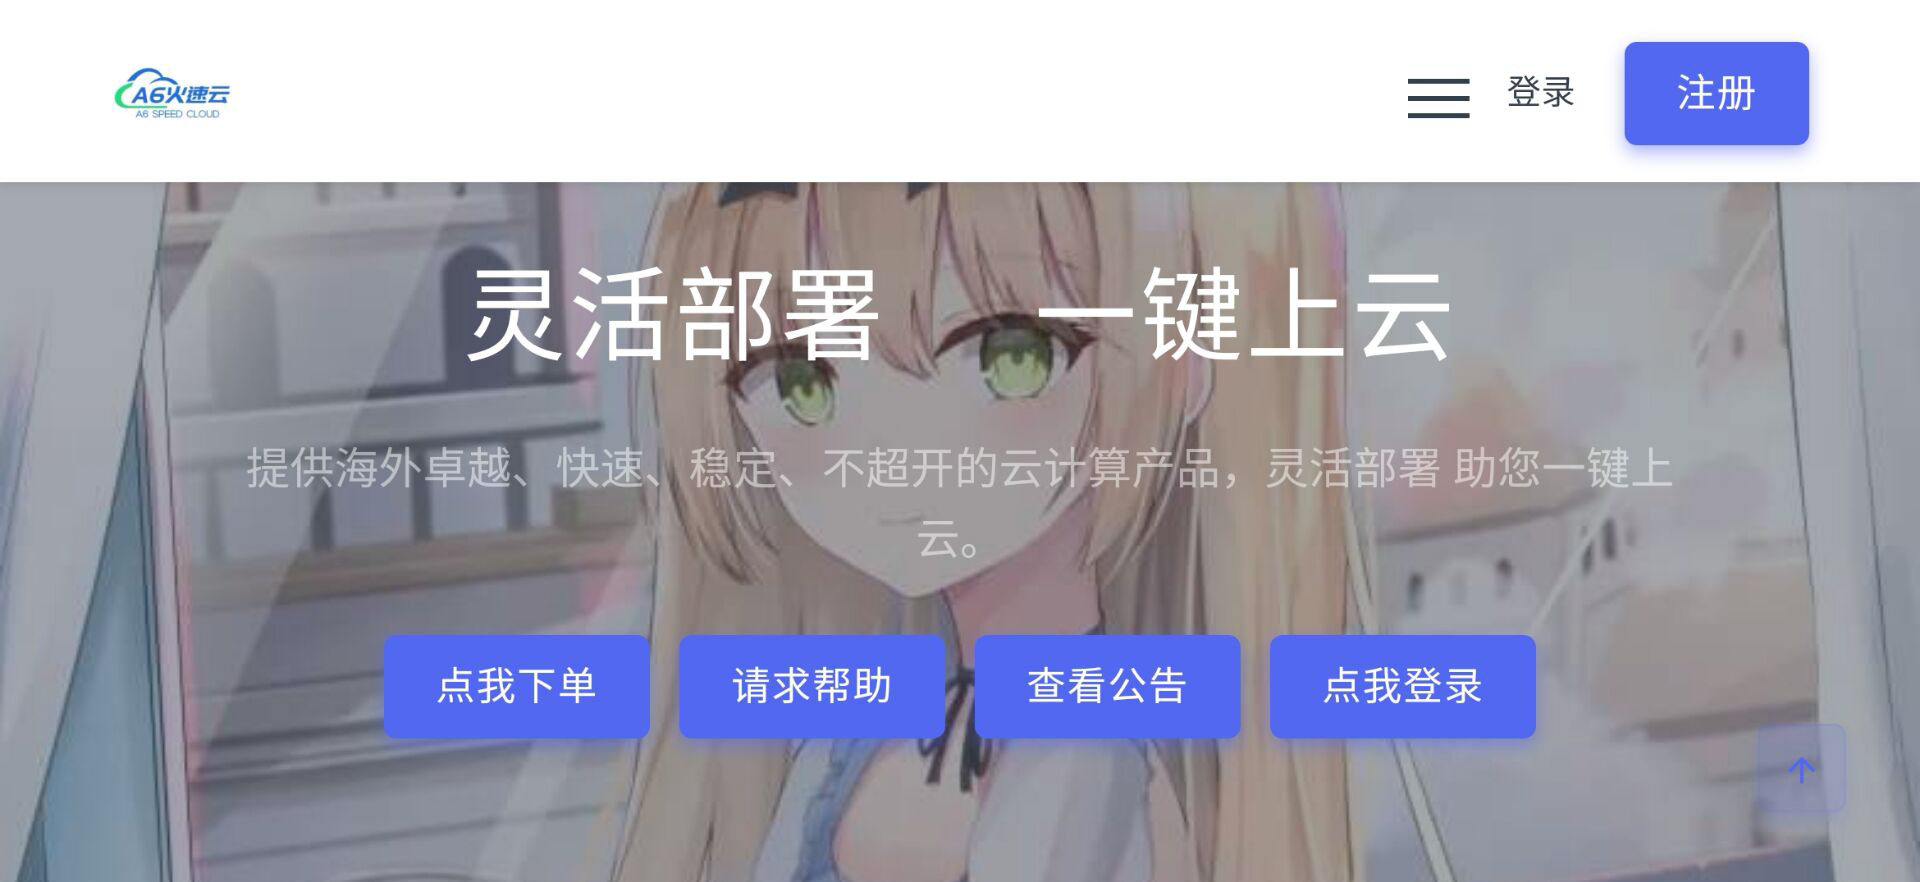 A6火速云
A6 SPEED CLOUD
登录
注册
灵活部署 一键上云
提供海外卓越、快速、稳定、不超开的云计算产品，灵活部署 助您一键上
云。
点我下单
请求帮助
查看公告
点我登录